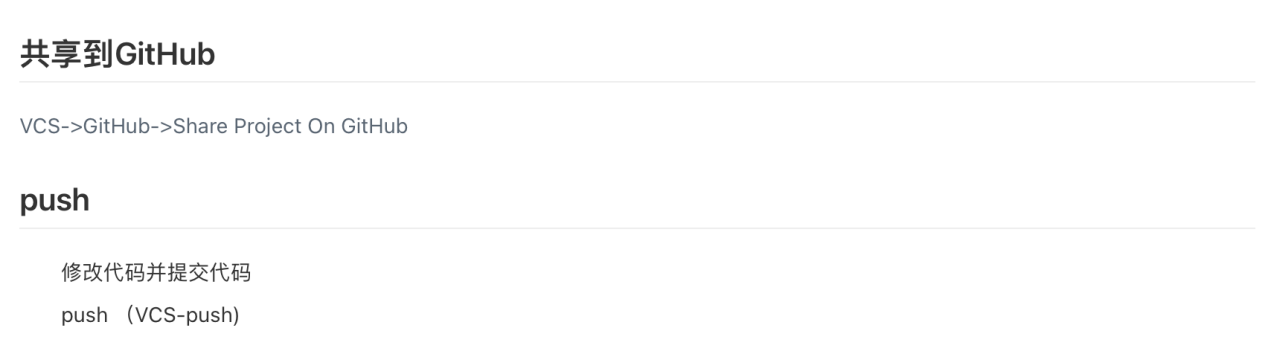 共享到GitHub
VCS->GitHub->Share Project On GitHub
push
修改代码并提交代码
push （VCS-push)